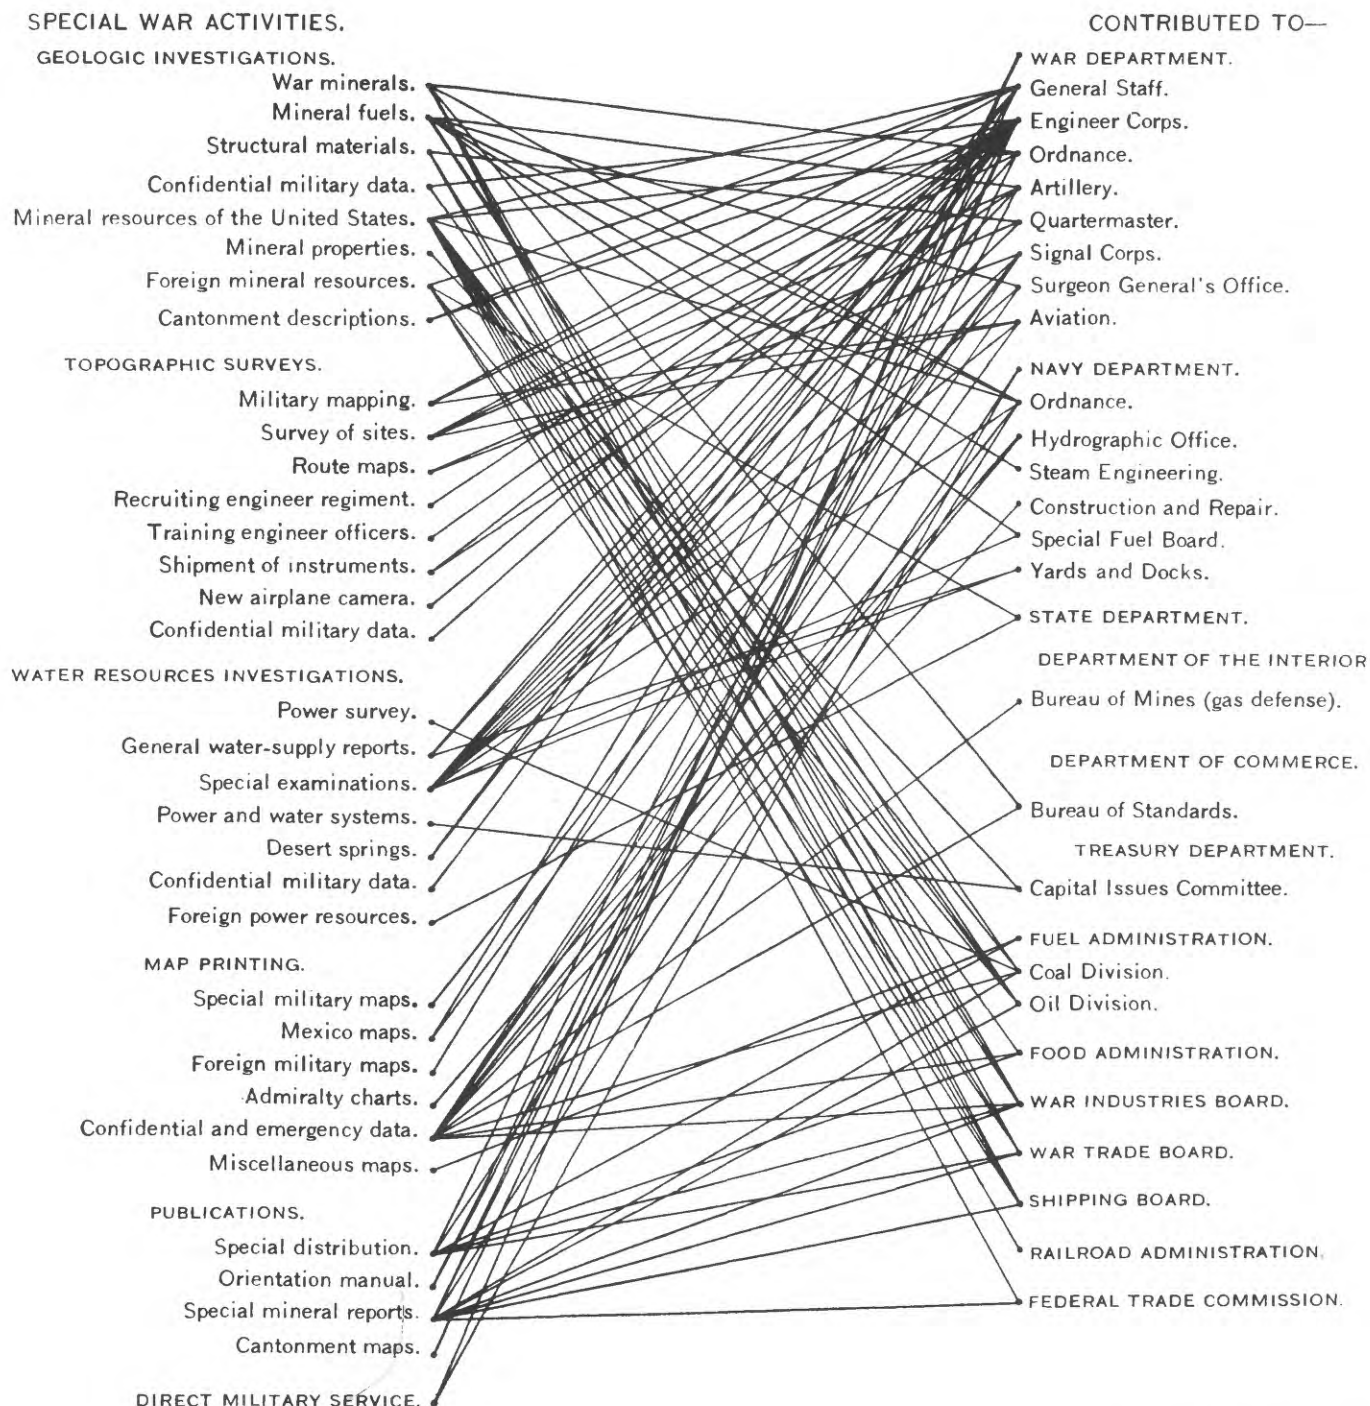 SPECIAL WAR ACTIVITIES.
GEOLOGIC INVESTIGATIONS.
War minerals.
Mineral fuels.
Structural materials.
Confidential military data.
Mineral resources of the United States.
Mineral properties.
Foreign mineral resources.
Cantonment descriptions.
TOPOGRAPHIC SURVEYS.
Military mapping.
Survey of sites.
Route maps.
Recruiting engineer regiment.
Training engineer officers.
Shipment of instruments.
New airplane camera.
Confidential military data.
WATER RESOURCES INVESTIGATIONS.
Power survey.
General water-supply reports.
Special examinations.
Power and water systems.
Desert springs.
Confidential military data.
Foreign power resources.
MAP PRINTING.
Special military maps.
Mexico maps.
Foreign military maps.
Admiralty charts.
Confidential and emergency data.
Miscellaneous maps.
PUBLICATIONS.
Special distribution.
Orientation manual.
Special mineral reports.
Cantonment maps.
DIRECT MILITARY SERVICE.
CONTRIBUTED TO—
WAR DEPARTMENT.
General Staff.
Engineer Corps.
Ordnance.
Artillery.
Quartermaster.
Signal Corps.
Surgeon General's Office.
Aviation.
NAVY DEPARTMENT.
Ordnance.
Hydrographic Office.
Steam Engineering.
Construction and Repair.
Special Fuel Board.
Yards and Docks.
STATE DEPARTMENT.
DEPARTMENT OF THE INTERIOR
Bureau of Mines (gas defense).
DEPARTMENT OF COMMERCE.
Bureau of Standards.
TREASURY DEPARTMENT.
Capital Issues Committee.
FUEL ADMINISTRATION.
Coal Division.
Oil Division.
FOOD ADMINISTRATION.
WAR INDUSTRIES BOARD.
WAR TRADE BOARD.
SHIPPING BOARD.
RAILROAD ADMINISTRATION.
FEDERAL TRADE COMMISSION.